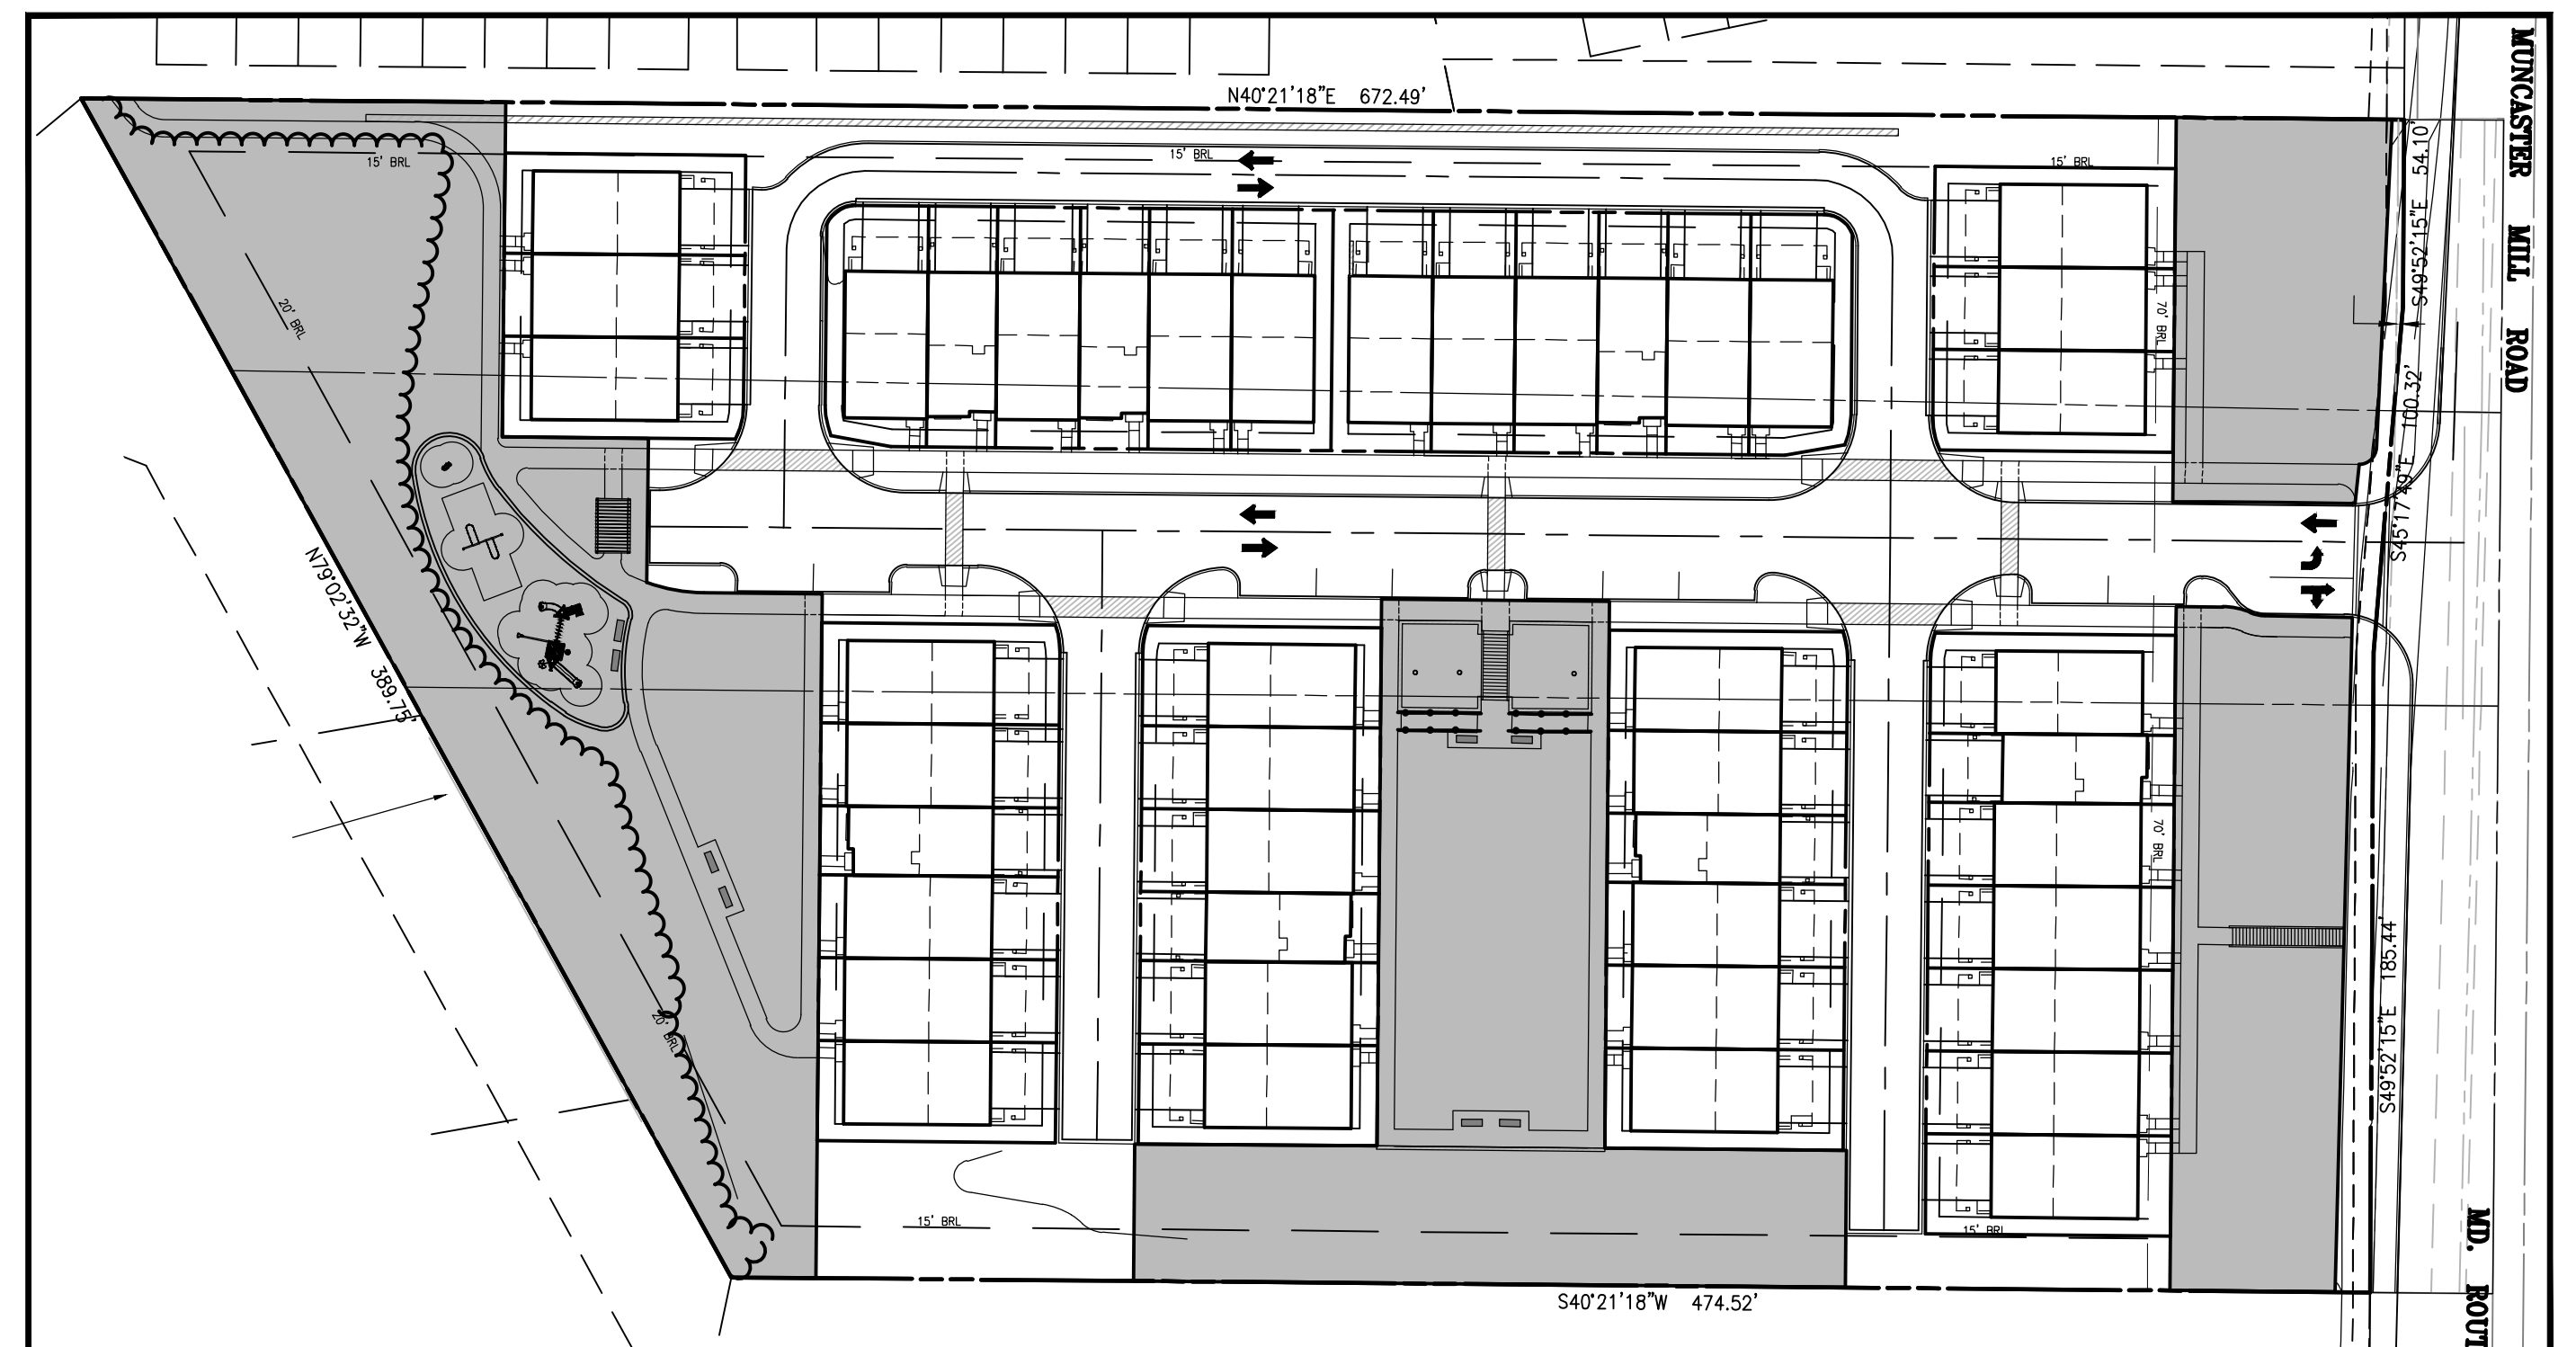 N40°21'18"E 672.49'
15' BRL
15' BRL
15' BRL
20' BRL
70' BRL
MUNCASTER MILL ROAD
S49°52'15"E 54.10'
S45°17'49"E 100.32'
N79°02'32"W 389.75'
70' BRL
S49°52'15"E 185.44'
20' BRL
15' BRL
15' BRL
S40°21'18"W 474.52'
MD.